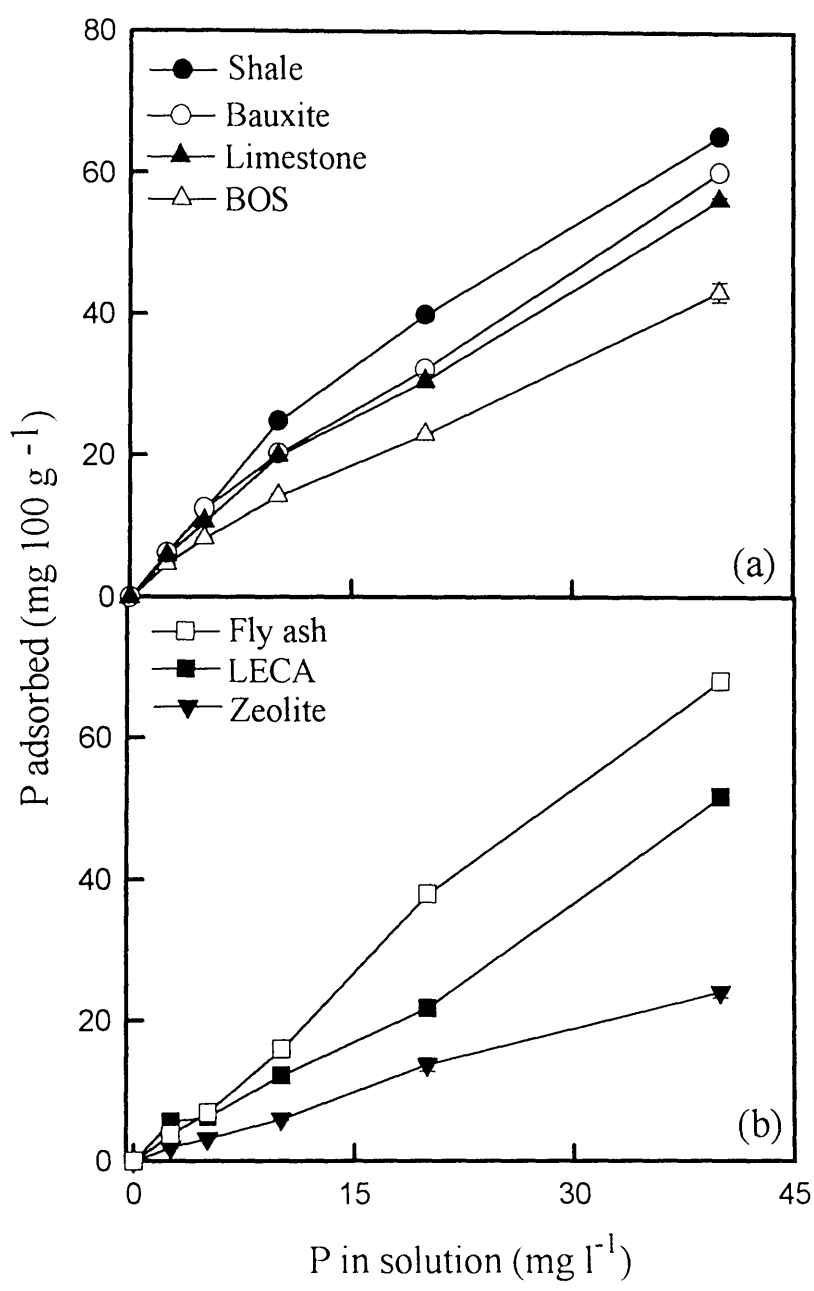 80
Shale
Bauxite
Limestone
BOS
60
40
20
0
(a)
P adsorbed (mg 100 g -1)
Fly ash
LECA
Zeolite
60
40
20
0
(b)
0 15 30 45
P in solution (mg l-1)